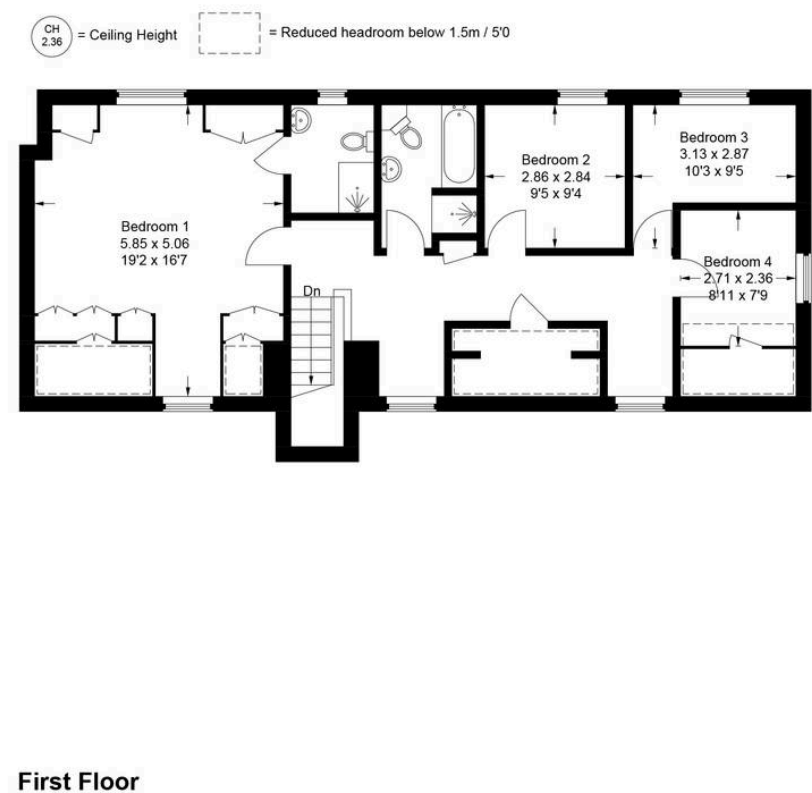 CH
2.36
= Ceiling Height
= Reduced headroom below 1.5m / 5'0
Bedroom 1
5.85 x 5.06
19'2 x 16'7
Dn
Bedroom 2
2.86 x 2.84
9'5 x 9'4
Bedroom 3
3.13 x 2.87
10'3 x 9'5
Bedroom 4
2.71 x 2.36
8'11 x 7'9
First Floor